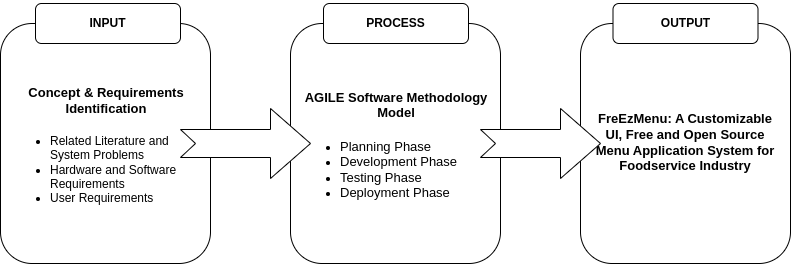 INPUT
Concept & Requirements
Identification
Related Literature and
System Problems
Hardware and Software
Requirements
User Requirements
PROCESS
AGILE Software Methodology
Model
Planning Phase
Development Phase
Testing Phase
Deployment Phase
OUTPUT
FreEzMenu: A Customizable
UI, Free and Open Source
Menu Application System for
Foodservice Industry